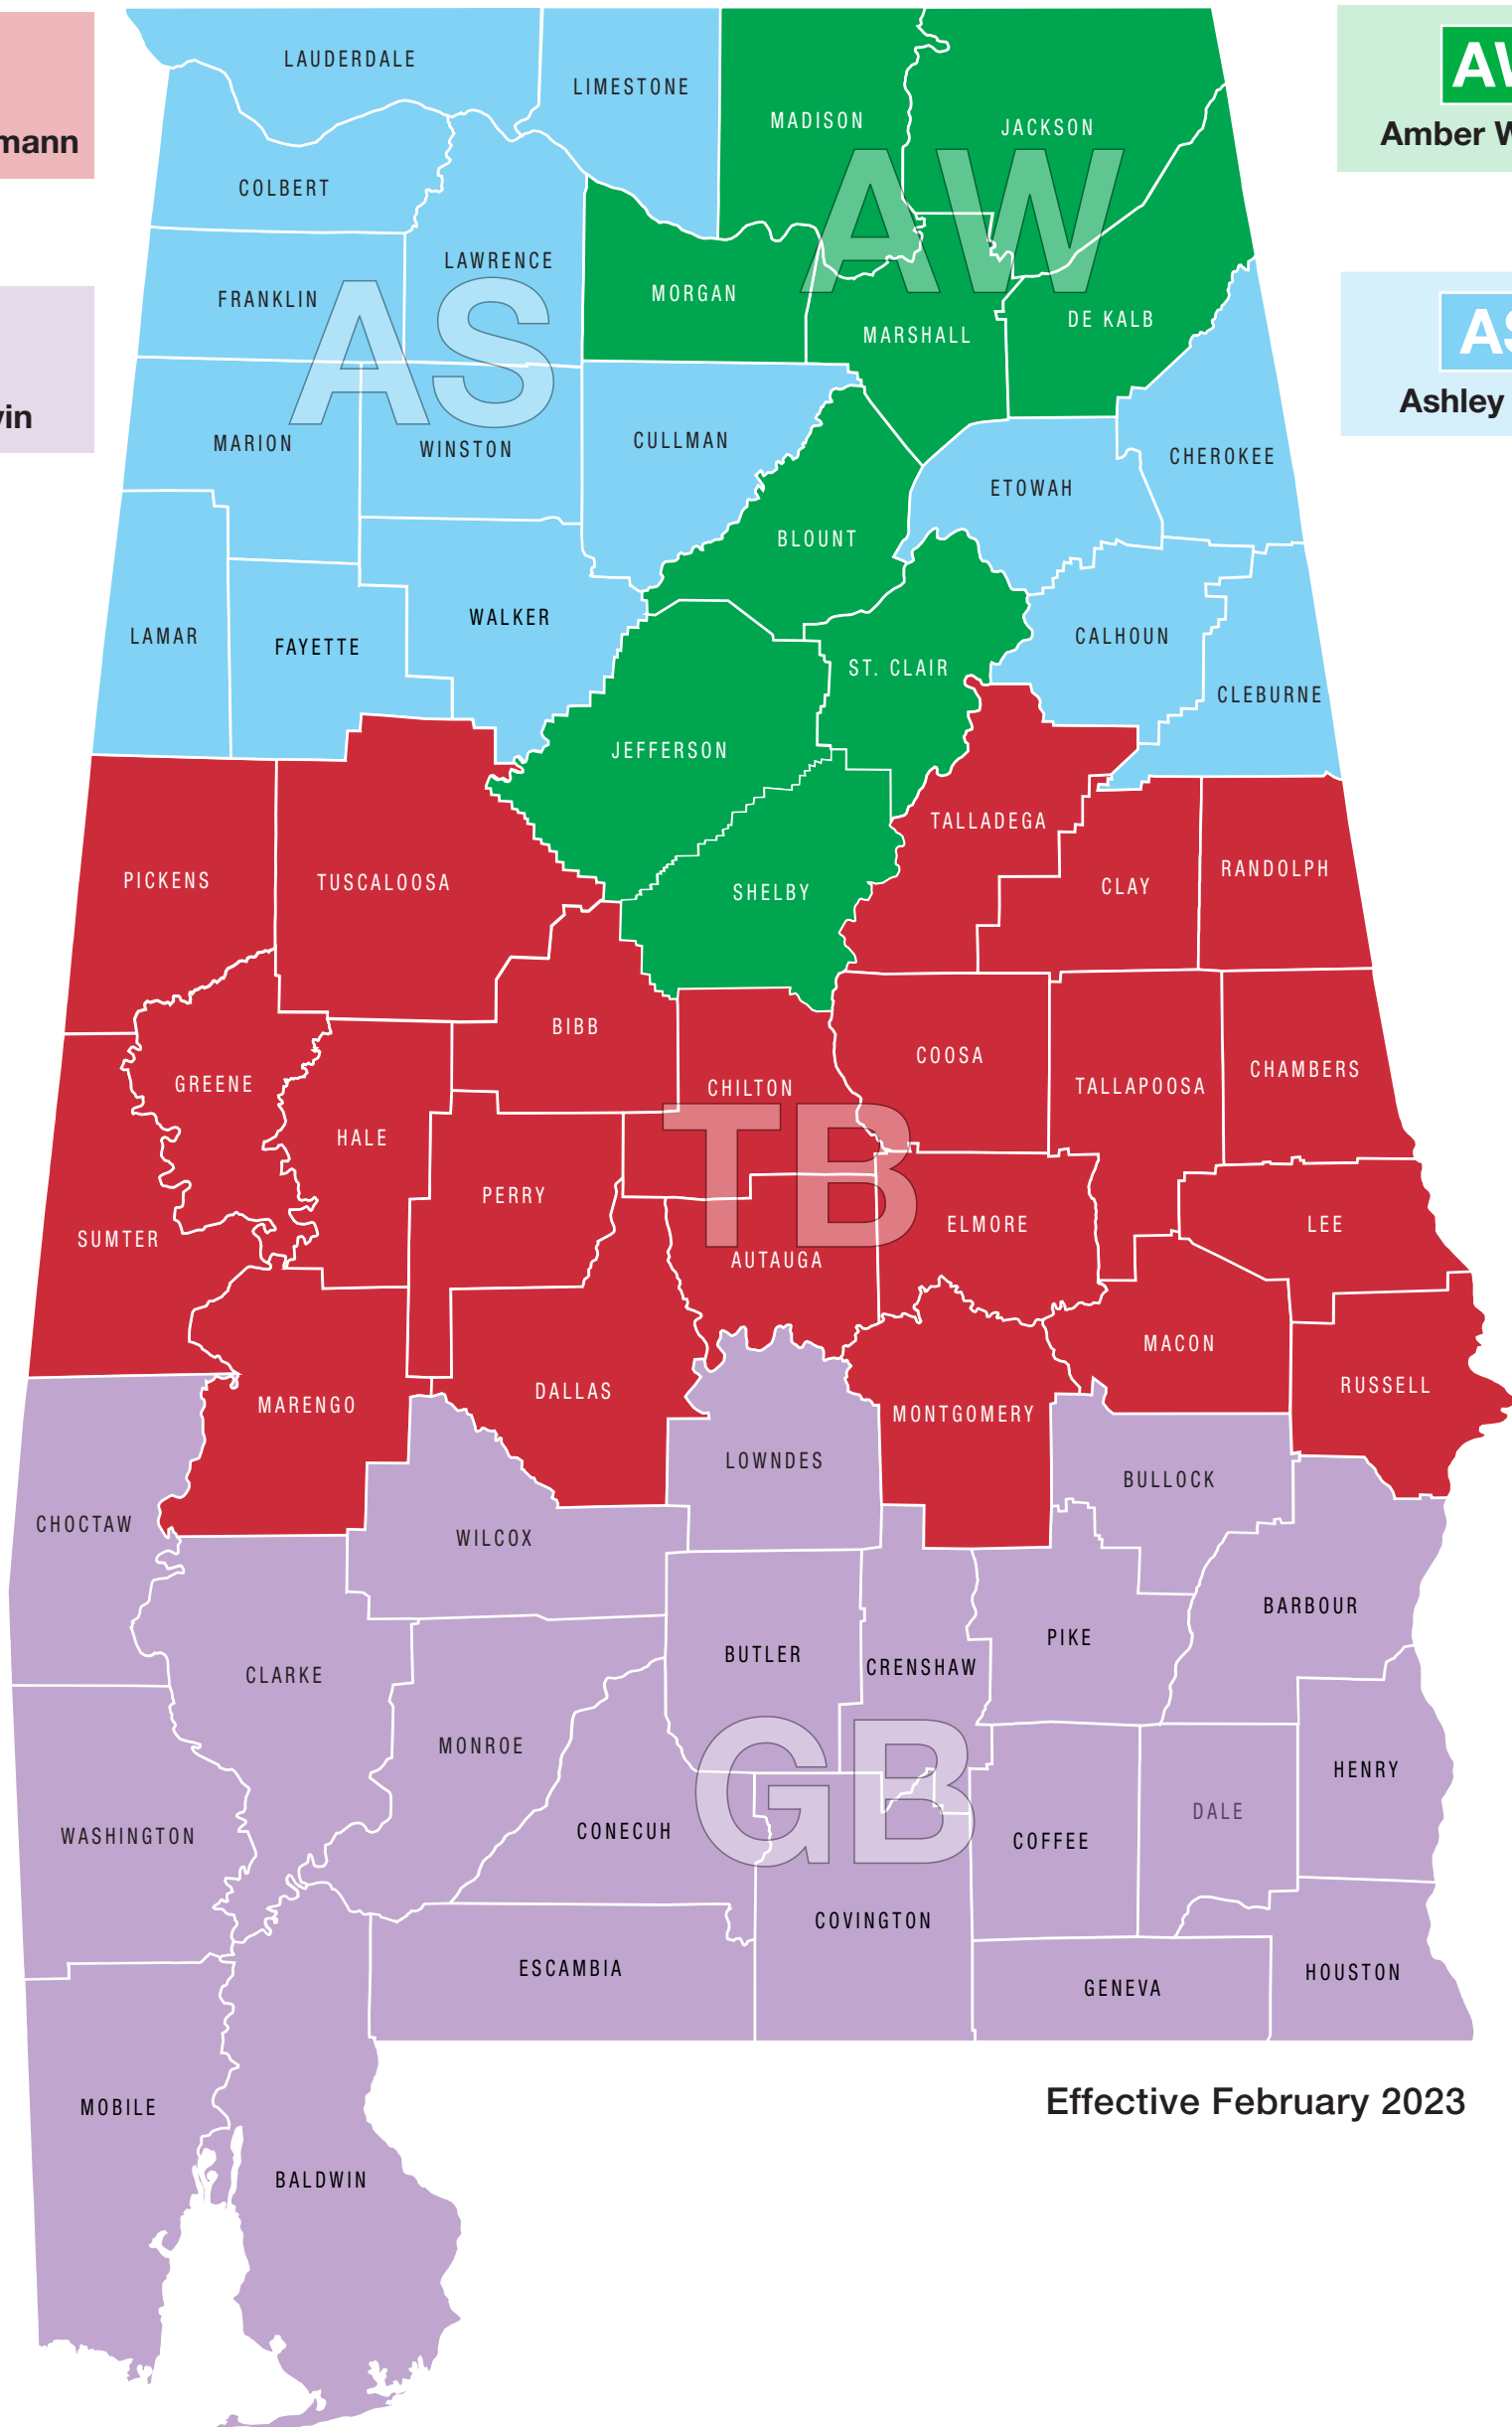 LAUDERDALE
LIMESTONE
MADISON
JACKSON
AW
Amber W
mann
COLBERT
LAWRENCE
FRANKLIN
MORGAN
AW
MARSHALL
DE KALB
AS
Ashley
AS
vin
MARION
WINSTON
CULLMAN
CHEROKEE
ETOWAH
BLOUNT
WALKER
LAMAR
FAYETTE
CALHOUN
ST. CLAIR
CLEBURNE
JEFFERSON
TALLADEGA
PICKENS
TUSCALOOSA
SHELBY
CLAY
RANDOLPH
BIBB
COOSA
CHAMBERS
GREENE
CHILTON
TALLAPOOSA
HALE
TB
PERRY
SUMTER
ELMORE
LEE
AUTAUGA
MACON
MARENGO
DALLAS
RUSSELL
MONTGOMERY
LOWNDES
BULLOCK
CHOCTAW
WILCOX
BARBOUR
CLARKE
BUTLER
CRENSHAW
PIKE
MONROE
HENRY
GB
WASHINGTON
CONECUH
COFFEE
DALE
COVINGTON
ESCAMBIA
GENEVA
HOUSTON
MOBILE
Effective February 2023
BALDWIN